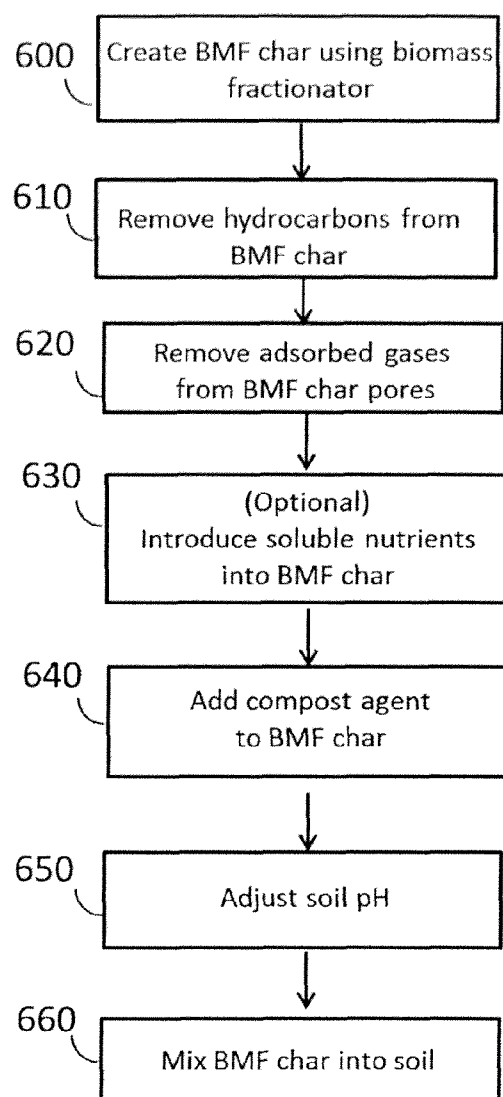 600
Create BMF char using biomass
fractionator
610
Remove hydrocarbons from
BMF char
620
Remove adsorbed gases
from BMF char pores
630
(Optional)
Introduce soluble nutrients
into BMF char
640
Add compost agent
to BMF char
650
Adjust soil pH
660
Mix BMF char into soil